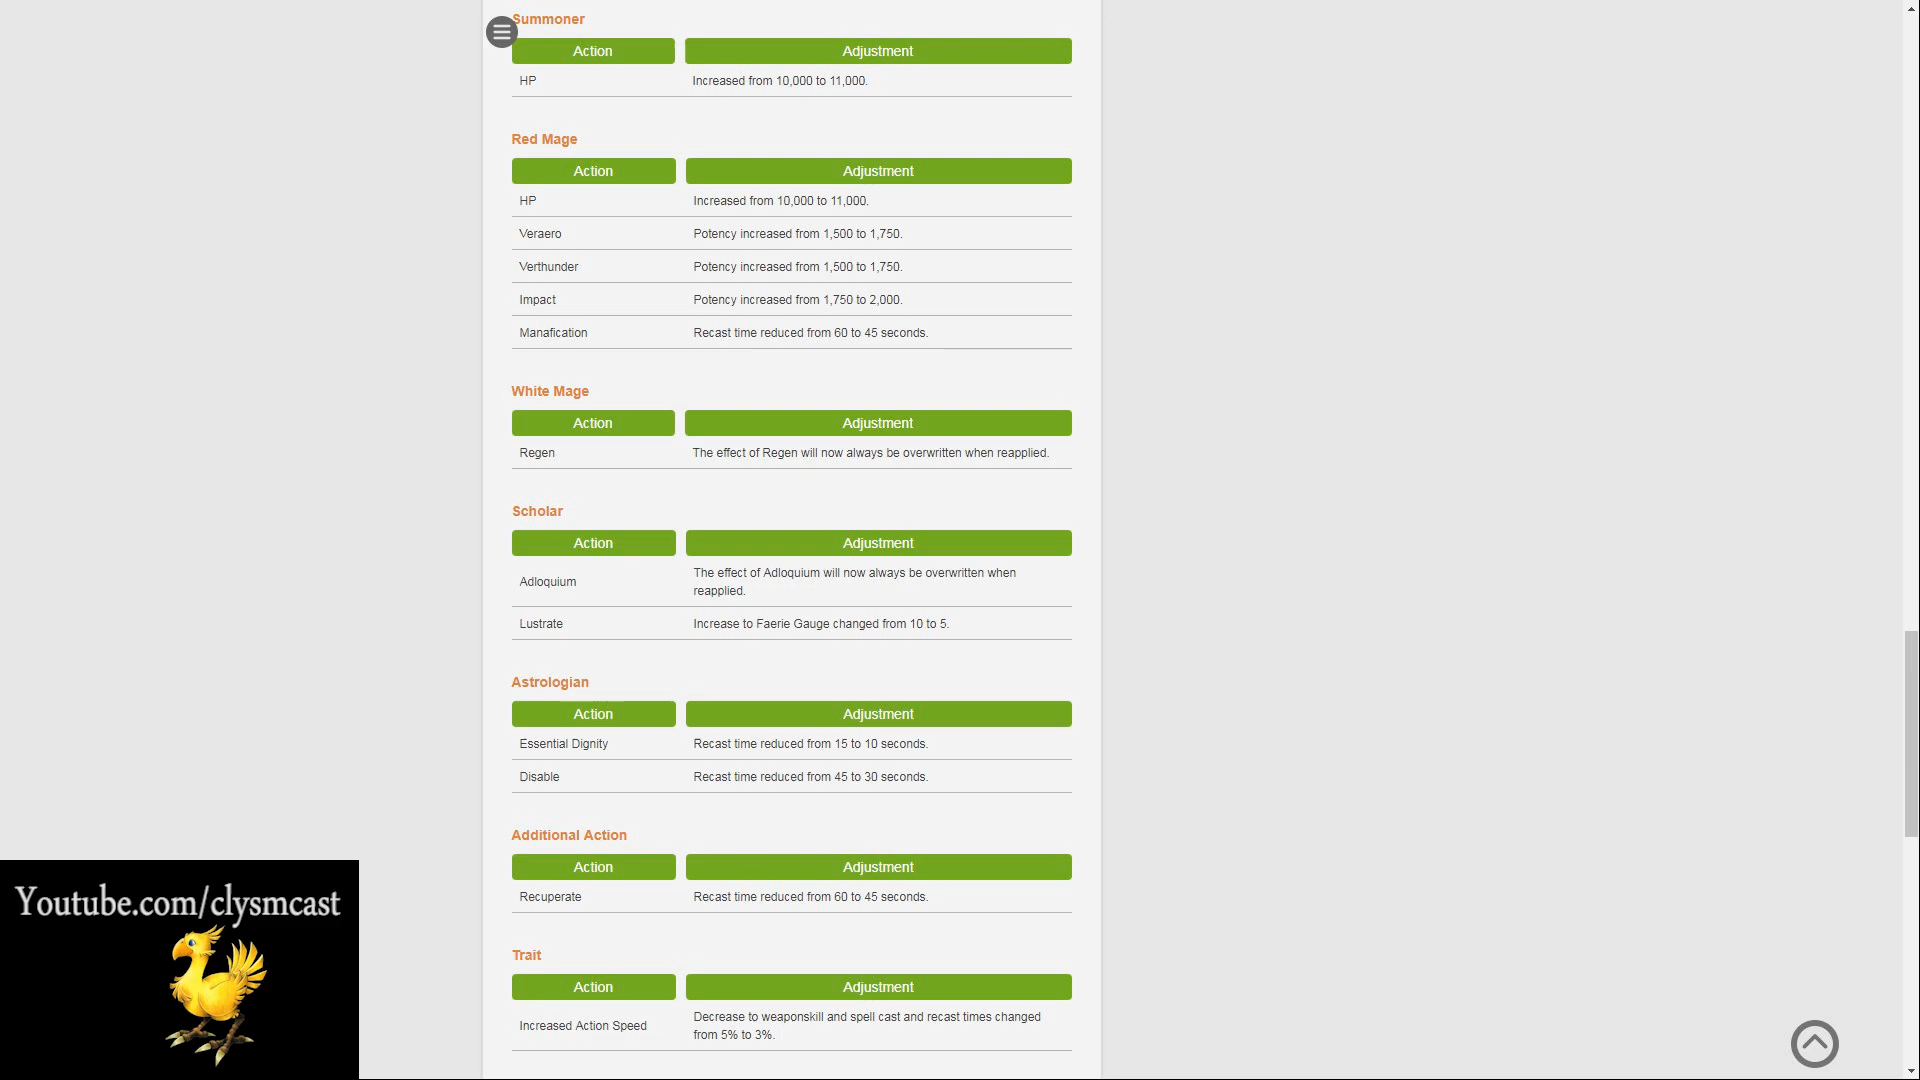 Summoner
Action Adjustment
HP Increased from 10,000 to 11,000.
Red Mage
Action Adjustment
HP Increased from 10,000 to 11,000.
Veraero Potency increased from 1,500 to 1,750.
Verthunder Potency increased from 1,500 to 1,750.
Impact Potency increased from 1,750 to 2,000.
Manafication Recast time reduced from 60 to 45 seconds.
White Mage
Action Adjustment
Regen The effect of Regen will now always be overwritten when reapplied.
Scholar
Action Adjustment
Adloquium The effect of Adloquium will now always be overwritten when
reapplied.
Lustrate Increase to Faerie Gauge changed from 10 to 5.
Astrologian
Action Adjustment
Essential Dignity Recast time reduced from 15 to 10 seconds.
Disable Recast time reduced from 45 to 30 seconds.
Additional Action
Action Adjustment
Recuperate Recast time reduced from 60 to 45 seconds.
Trait
Action Adjustment
Increased Action Speed Decrease to weaponskill and spell cast and recast times changed
from 5% to 3%.
Youtube.com/clysmcast